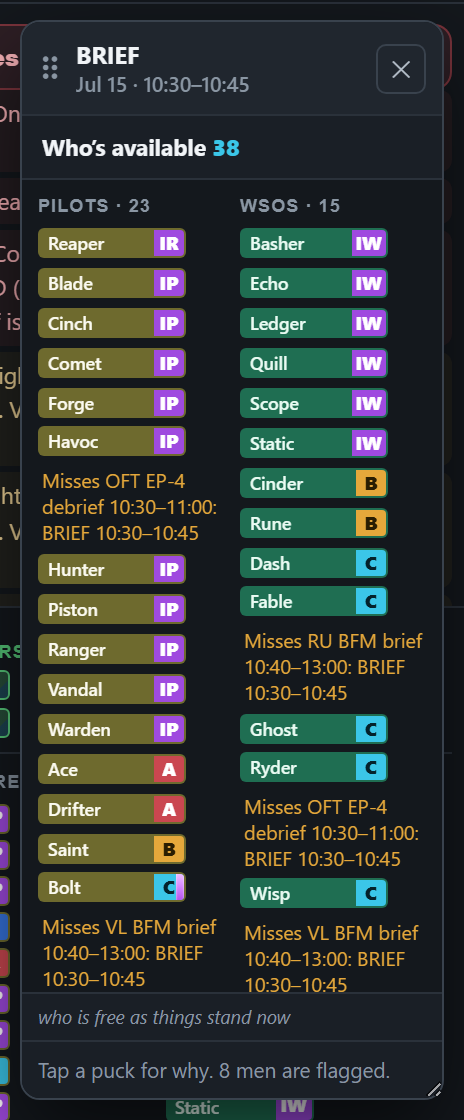 BRIEF
Jul 15 · 10:30–10:45
Who's available 38
PILOTS · 23
Reaper IR
Blade IP
Cinch IP
Comet IP
Forge IP
Havoc IP
Misses OFT EP-4
debrief 10:30–11:00:
BRIEF 10:30–10:45
Hunter IP
Piston IP
Ranger IP
Vandal IP
Warden IP
Ace A
Drifter A
Saint B
Bolt C
Misses VL BFM brief
10:40–13:00: BRIEF
10:30–10:45
WSOS · 15
Basher IW
Echo IW
Ledger IW
Quill IW
Scope IW
Static IW
Cinder B
Rune B
Dash C
Fable C
Misses RU BFM brief
10:40–13:00: BRIEF
10:30–10:45
Ghost C
Ryder C
Misses OFT EP-4
debrief 10:30–11:00:
BRIEF 10:30–10:45
Wisp C
Misses VL BFM brief
10:40–13:00: BRIEF
10:30–10:45
who is free as things stand now
Tap a puck for why. 8 men are flagged.
Static IW